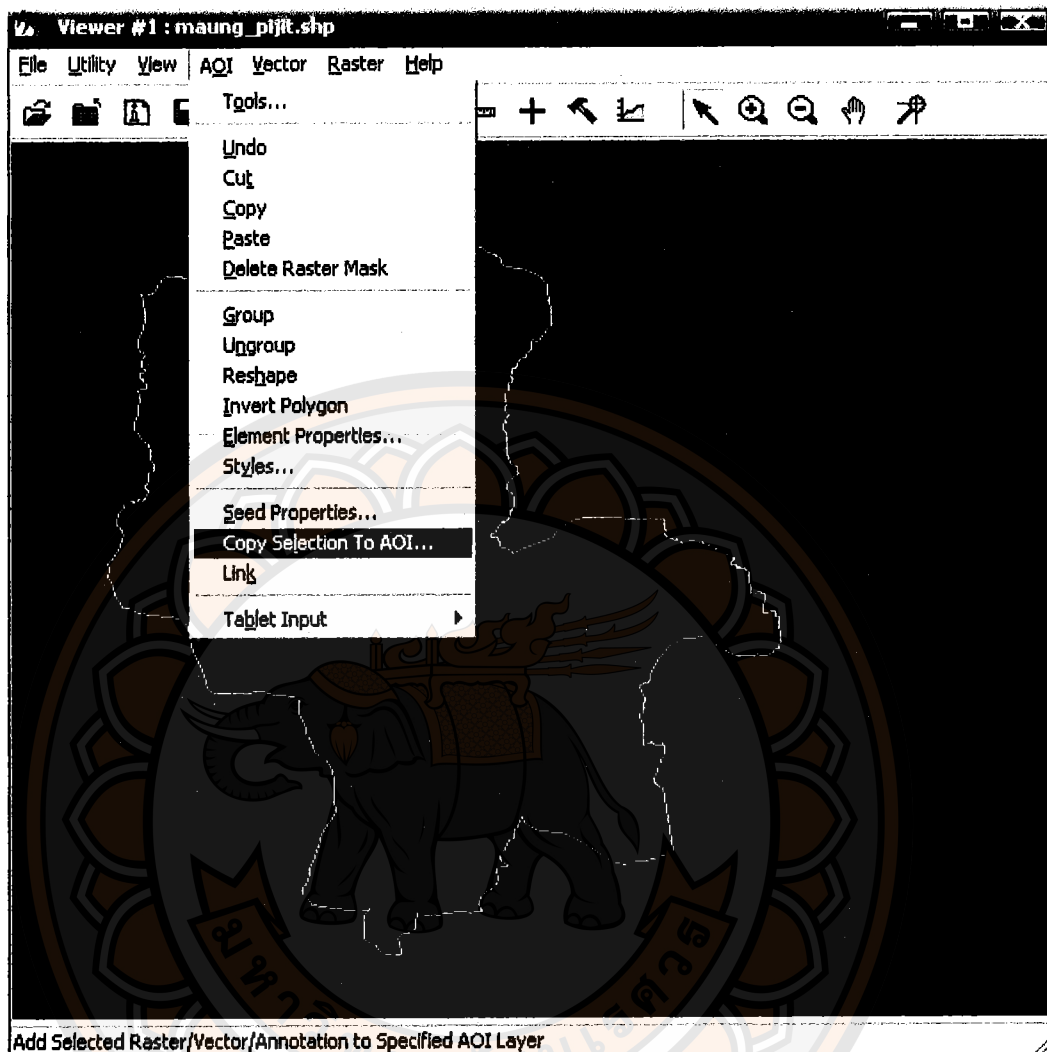 Viewer #1 : maung_pijit.shp
File Utility View AOI Vector Raster Help
Tools...
Undo
Cut
Copy
Paste
Delete Raster Mask
Group
Ungroup
Reshape
Invert Polygon
Element Properties...
Styles...
Seed Properties...
Copy Selection To AOI...
Link
Tablet Input
Add Selected Raster/Vector/Annotation to Specified AOI Layer